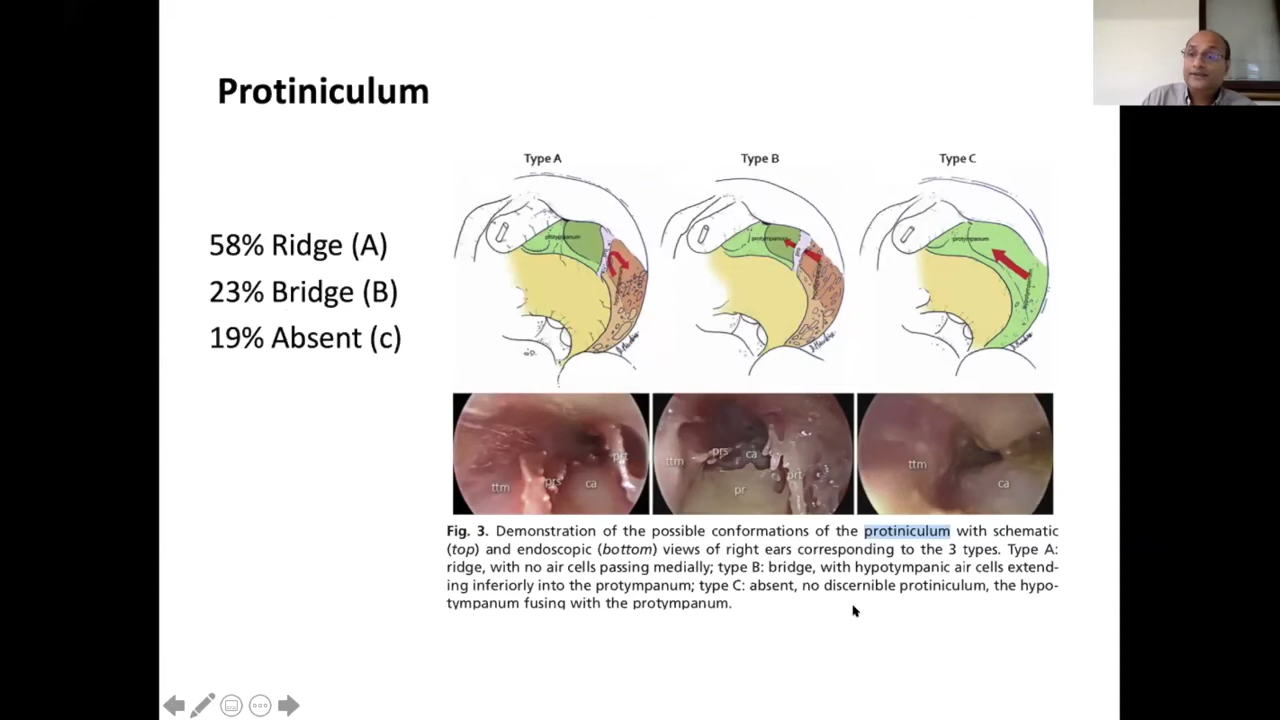 Protiniculum
58% Ridge (A)
23% Bridge (B)
19% Absent (c)
Type A
Type B
Type C
protympanum
protympanum
protympanum
ttm
prs
ca
prt
ttm
prs
ca
pr
prt
ttm
ca
Fig. 3. Demonstration of the possible conformations of the protiniculum with schematic
(top) and endoscopic (bottom) views of right ears corresponding to the 3 types. Type A:
ridge, with no air cells passing medially; type B: bridge, with hypotympanic air cells extend-
ing inferiorly into the protympanum; type C: absent, no discernible protiniculum, the hypo-
tympanum fusing with the protympanum.